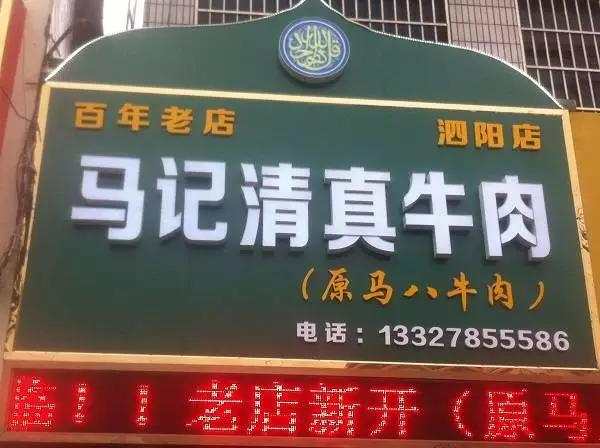 百年老店 泗阳店
马记清真牛肉
（原马八牛肉）
电话：13327855586
！！老店新开（原马